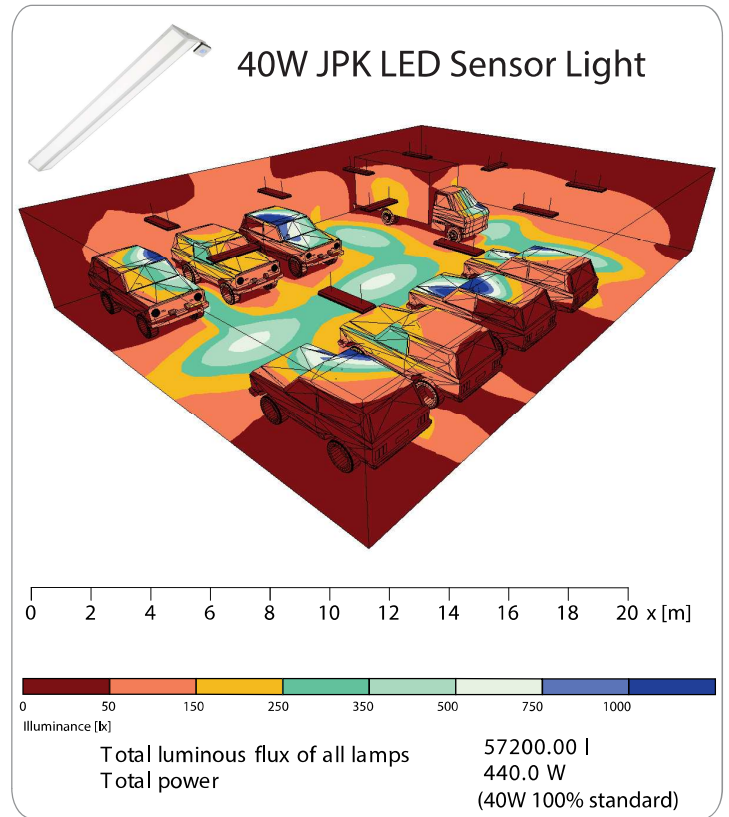 40W JPK LED Sensor Light
0 2 4 6 8 10 12 14 16 18 20 x [m]
0 50 150 250 350 500 750 1000
Illuminance [lx]
Total luminous flux of all lamps 57200.00 l
Total power 440.0 W
(40W 100% standard)